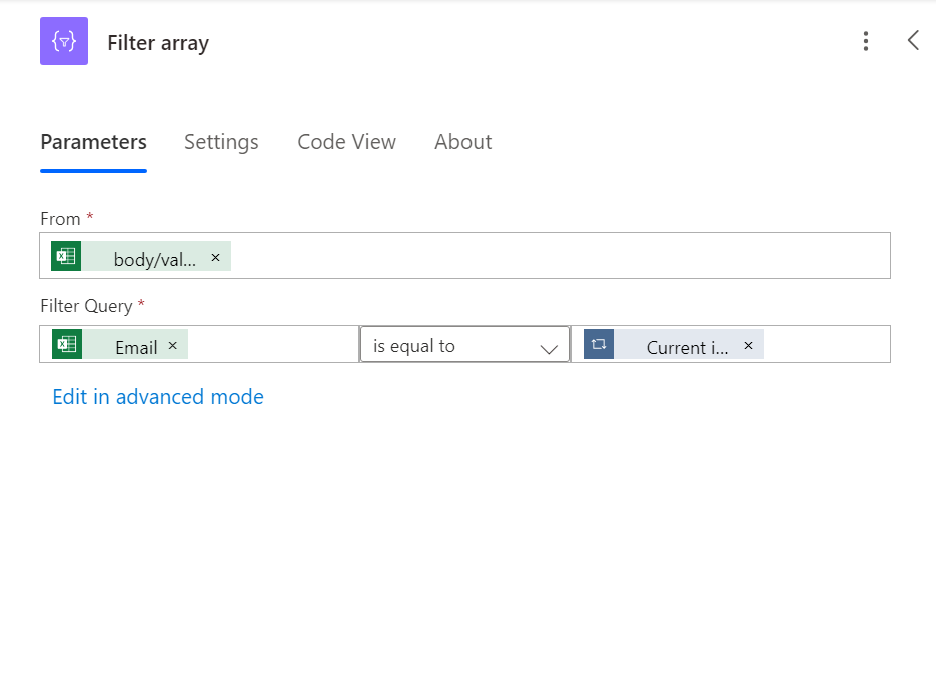 Filter array
Parameters Settings Code View About
From *
body/val... ×
Filter Query *
Email × is equal to Current i... ×
Edit in advanced mode